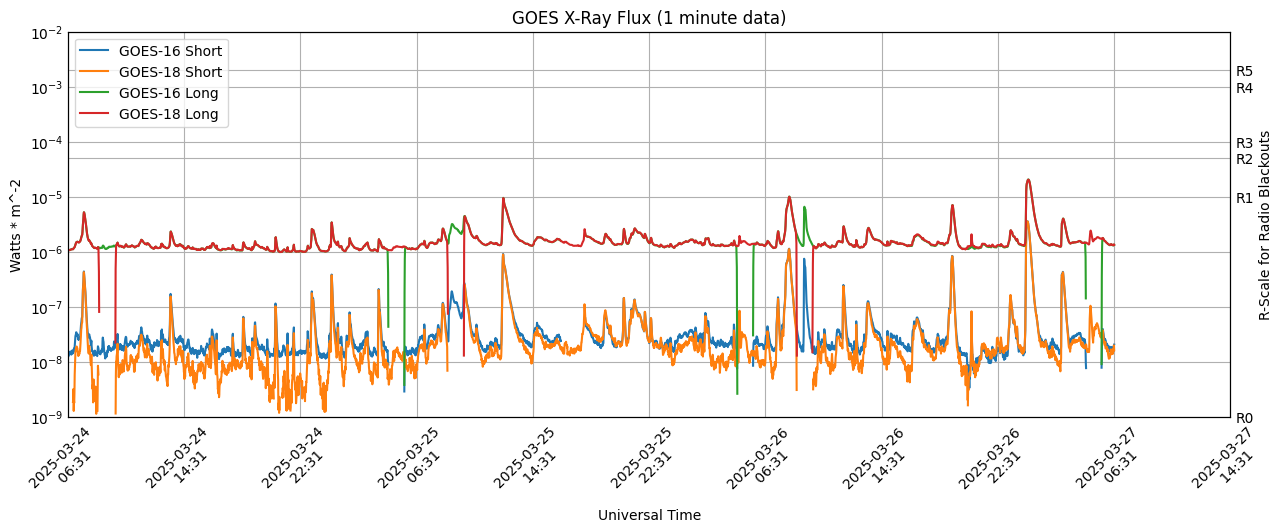 GOES X-Ray Flux (1 minute data)
GOES-16 Short
GOES-18 Short
GOES-16 Long
GOES-18 Long
10^-2
10^-3
10^-4
10^-5
10^-6
10^-7
10^-8
10^-9
Watts * m^-2
R5
R4
R3
R2
R1
R0
R-Scale for Radio Blackouts
2025-03-24
06:31
2025-03-24
14:31
2025-03-24
22:31
2025-03-25
06:31
2025-03-25
14:31
2025-03-25
22:31
2025-03-26
06:31
2025-03-26
14:31
2025-03-26
22:31
2025-03-27
06:31
2025-03-27
14:31
Universal Time